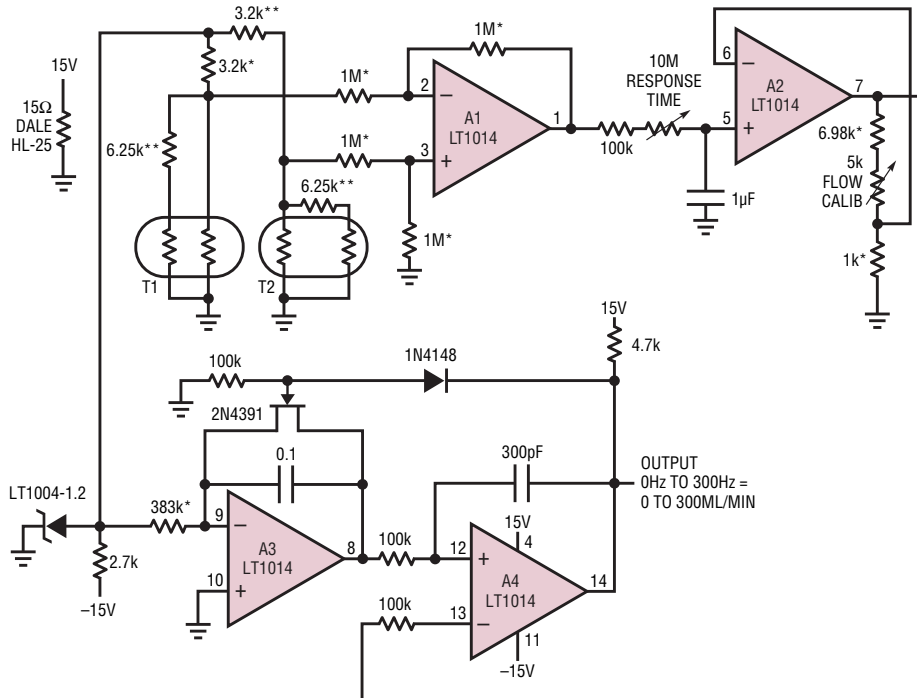 3.2k**
3.2k*
15V
15Ω
DALE
HL-25
6.25k**
1M*
1M*
6.25k**
1M*
1M*
2
3
1
A1
LT1014
10M
RESPONSE
TIME
100k
1µF
6
5
7
A2
LT1014
6.98k*
5k
FLOW
CALIB
1k*
T1
T2
15V
4.7k
100k
1N4148
2N4391
0.1
300pF
OUTPUT
0Hz TO 300Hz =
0 TO 300ML/MIN
LT1004-1.2
383k*
2.7k
–15V
9
10
8
A3
LT1014
100k
100k
12
13
14
15V
4
A4
LT1014
11
–15V